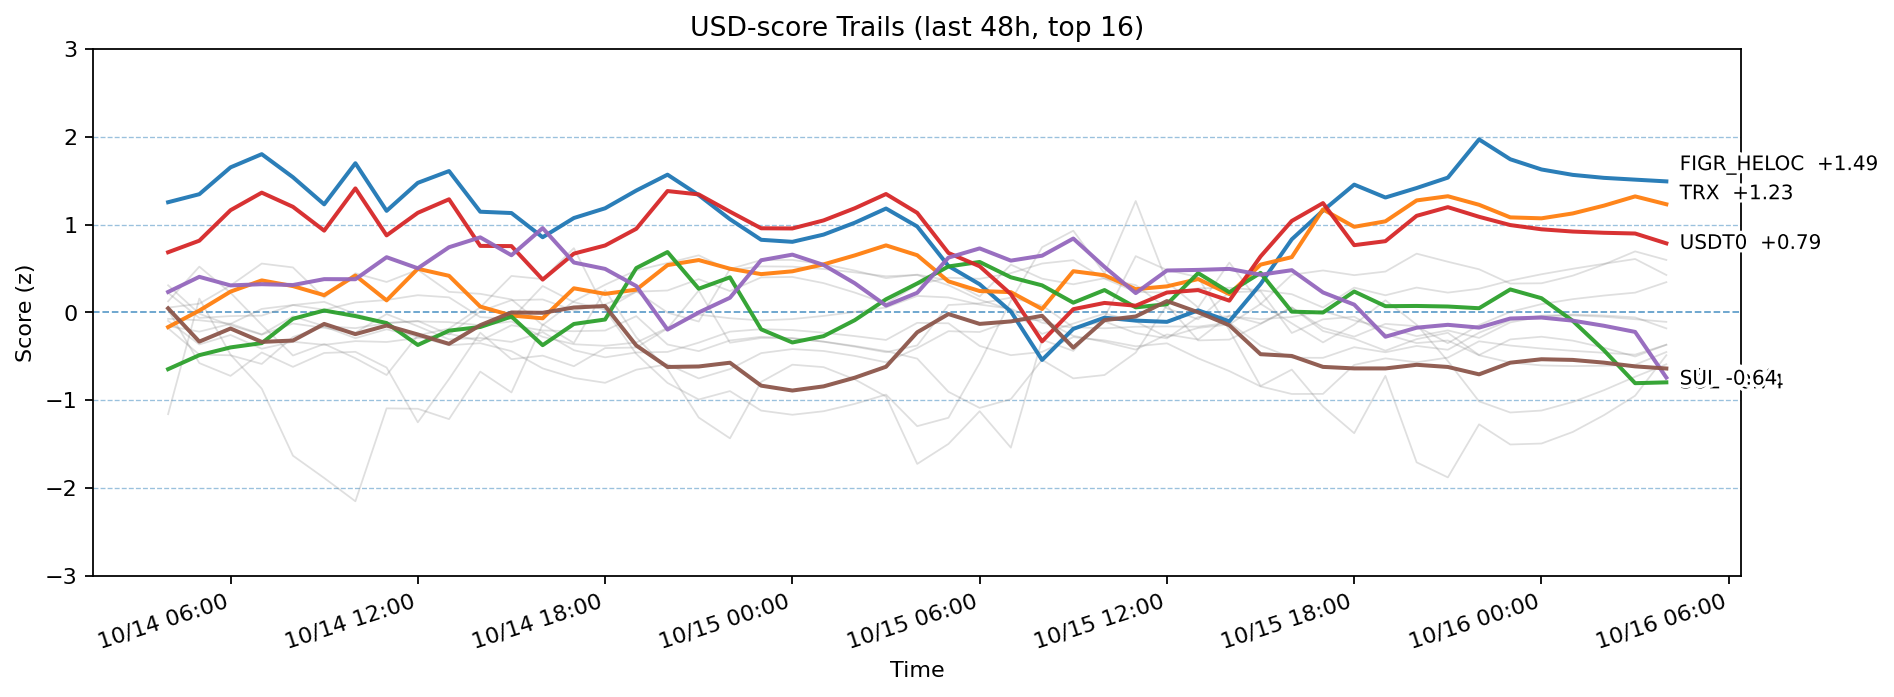 USD-score Trails (last 48h, top 16)
3
2
1
0
−1
−2
−3
Score (z)
FIGR_HELOC +1.49
TRX +1.23
USDT0 +0.79
SUI -0.64
10/14 06:00
10/14 12:00
10/14 18:00
10/15 00:00
10/15 06:00
10/15 12:00
10/15 18:00
10/16 00:00
10/16 06:00
Time